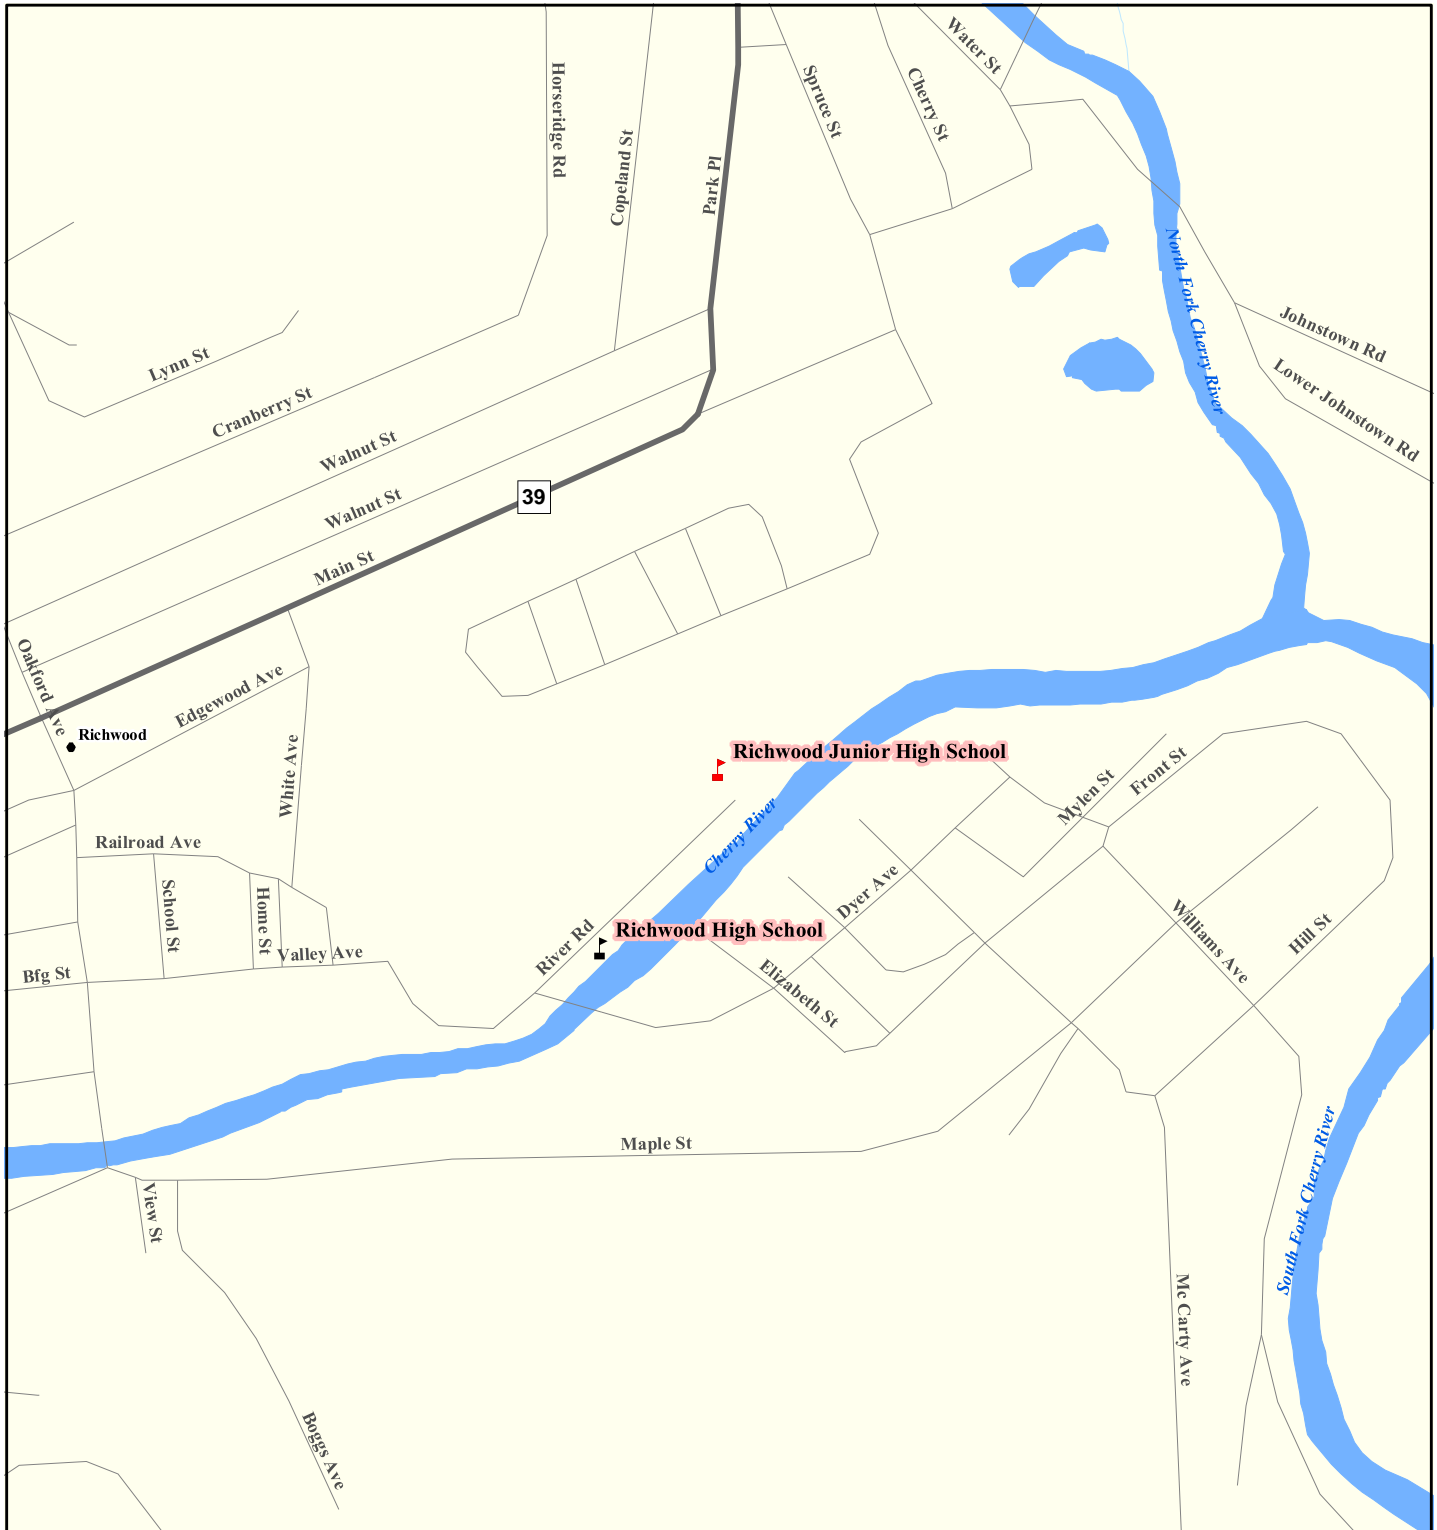 Water St
Horseridge Rd
Spruce St
Cherry St
Copeland St
Park Pl
North Fork Cherry River
Johnstown Rd
Lynn St
Lower Johnstown Rd
Cranberry St
Walnut St
39
Walnut St
Main St
Oakford Ave
Edgewood Ave
Richwood
White Ave
Richwood Junior High School
Front St
Mylen St
Cherry River
Railroad Ave
School St
Home St
Dyer Ave
Williams Ave
Hill St
Richwood High School
River Rd
Valley Ave
Bfg St
Elizabeth St
Maple St
View St
South Fork Cherry River
Mc Carty Ave
Boggs Ave